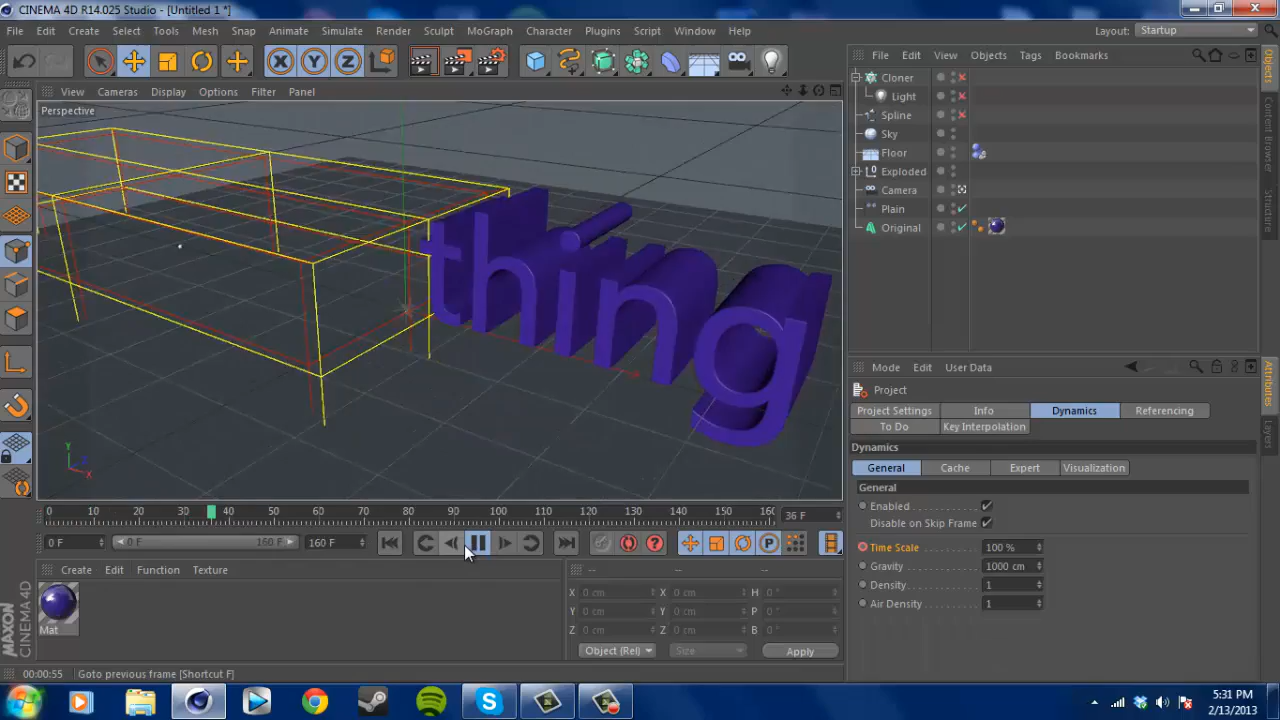 CINEMA 4D R14.025 Studio - [Untitled 1 *]
File Edit Create Select Tools Mesh Snap Animate Simulate Render Sculpt MoGraph Character Plugins Script Window Help Layout: Startup
View Cameras Display Options Filter Panel
Perspective
thing
Y
X
File Edit View Objects Tags Bookmarks
Cloner
Light
Spline
Sky
Floor
Exploded
Camera
Plain
Original
Objects
Content Browser
Structure
Mode Edit User Data
Project
Project Settings Info Dynamics Referencing
To Do Key Interpolation
Dynamics
General Cache Expert Visualization
General
Enabled
Disable on Skip Frame
Time Scale 100 %
Gravity 1000 cm
Density 1
Air Density 1
Attributes
Layers
0 10 20 30 40 50 60 70 80 90 100 110 120 130 140 150 160 36 F
0 F 0 F 160 F 160 F
Create Edit Function Texture
Mat
-- -- --
X 0 cm X 0 cm H 0 °
Y 0 cm Y 0 cm P 0 °
Z 0 cm Z 0 cm B 0 °
Object (Rel) Size Apply
MAXON CINEMA 4D
00:00:55 Goto previous frame [Shortcut F]
5:31 PM
2/13/2013